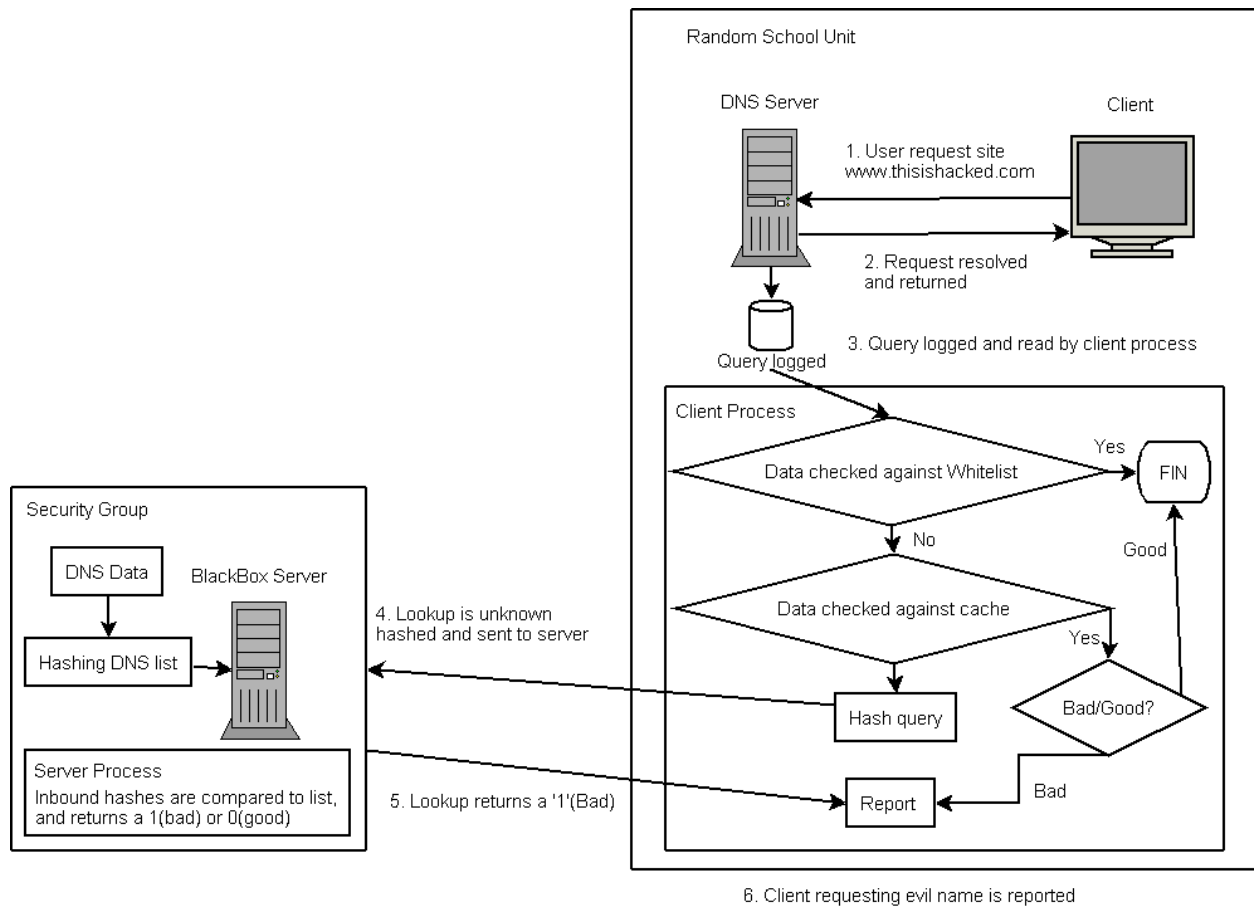 Random School Unit
DNS Server
Client
1. User request site
www.thisishacked.com
2. Request resolved
and returned
Query logged
3. Query logged and read by client process
Client Process
Data checked against Whitelist
Yes
FIN
No
Good
Data checked against cache
Yes
Hash query
Bad/Good?
Bad
Report
Security Group
DNS Data
BlackBox Server
Hashing DNS list
4. Lookup is unknown
hashed and sent to server
Server Process
Inbound hashes are compared to list,
and returns a 1(bad) or 0(good)
5. Lookup returns a '1'(Bad)
6. Client requesting evil name is reported